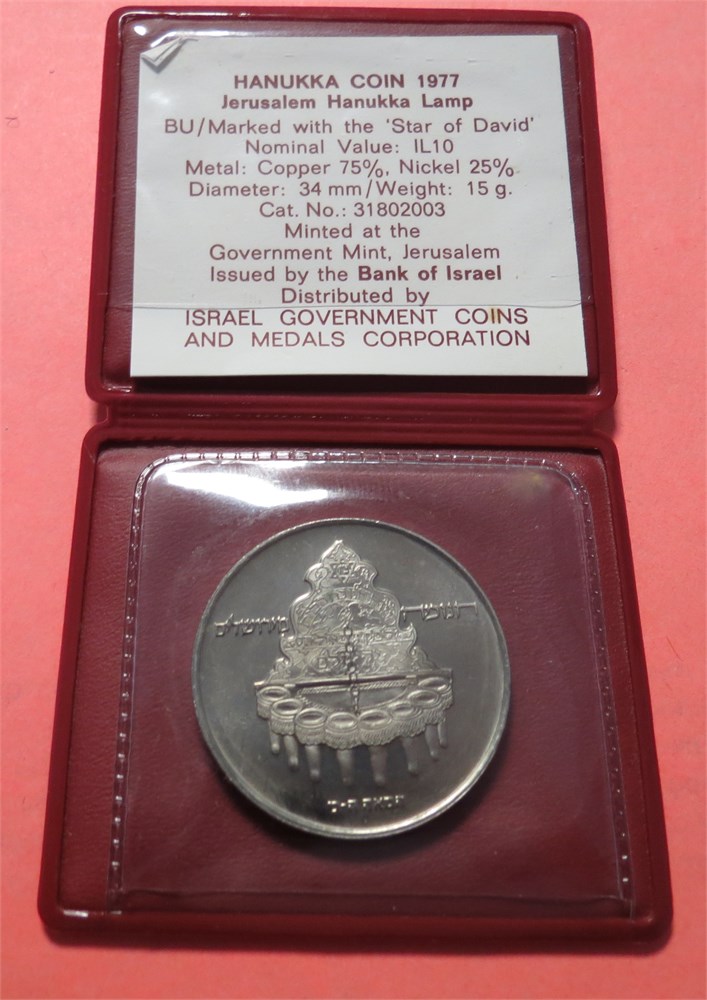 HANUKKA COIN 1977
Jerusalem Hanukka Lamp
BU/Marked with the 'Star of David'
Nominal Value: IL10
Metal: Copper 75%, Nickel 25%
Diameter: 34 mm/Weight: 15 g.
Cat. No.: 31802003
Minted at the
Government Mint, Jerusalem
Issued by the Bank of Israel
Distributed by
ISRAEL GOVERNMENT COINS
AND MEDALS CORPORATION
מירושלים